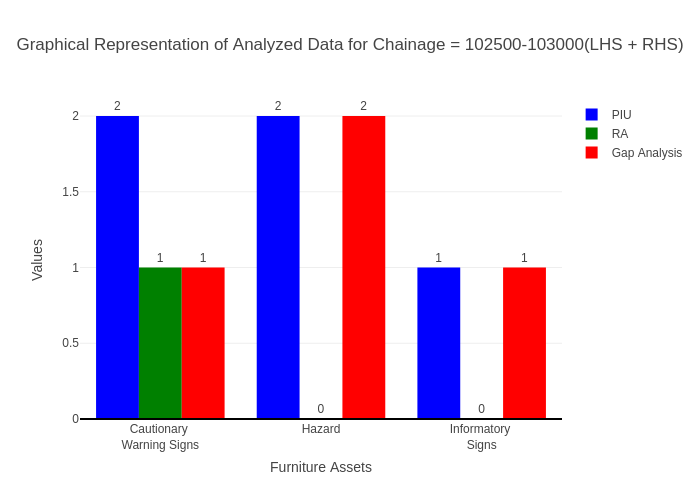 Graphical Representation of Analyzed Data for Chainage = 102500-103000(LHS + RHS)
PIU
RA
Gap Analysis
Values
2
1.5
1
0.5
0
2
1
1
2
0
2
1
0
1
Cautionary
Warning Signs
Hazard
Informatory
Signs
Furniture Assets